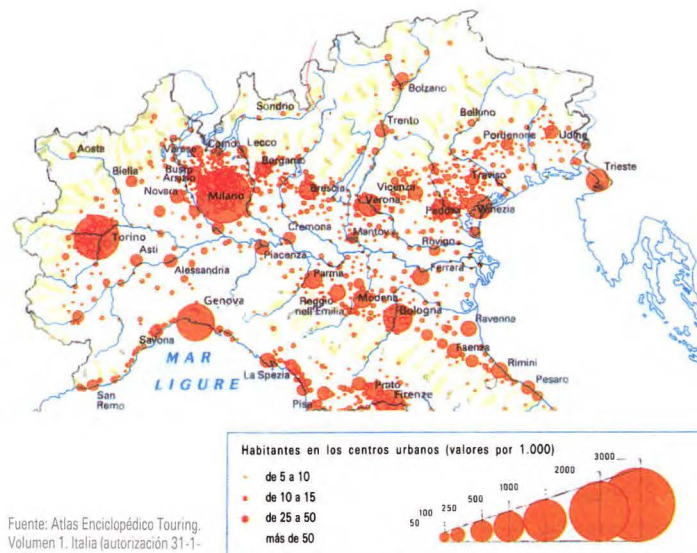 Bolzano
Sondrio
Trento
Belluno
Pordenone
Udine
Aosta
Varese
Como
Lecco
Biella
Busto
Arsizio
Bergamo
Treviso
Trieste
Novara
Milano
Brescia
Vicenza
Verona
Padova
Venezia
Torino
Asti
Cremona
Mantova
Rovigo
Piacenza
Alessandria
Parma
Ferrara
Genova
Reggio
nell'Emilia
Modena
Bologna
Ravenna
Savona
Faenza
MAR
LIGURE
La Spezia
Rimini
San
Remo
Pisa
Prato
Firenze
Pesaro
Habitantes en los centros urbanos (valores por 1.000)
de 5 a 10
de 10 a 15
de 25 a 50
más de 50
50
100
250
500
1000
2000
3000
Fuente: Atlas Enciclopédico Touring.
Volumen 1. Italia (autorización 31-1-